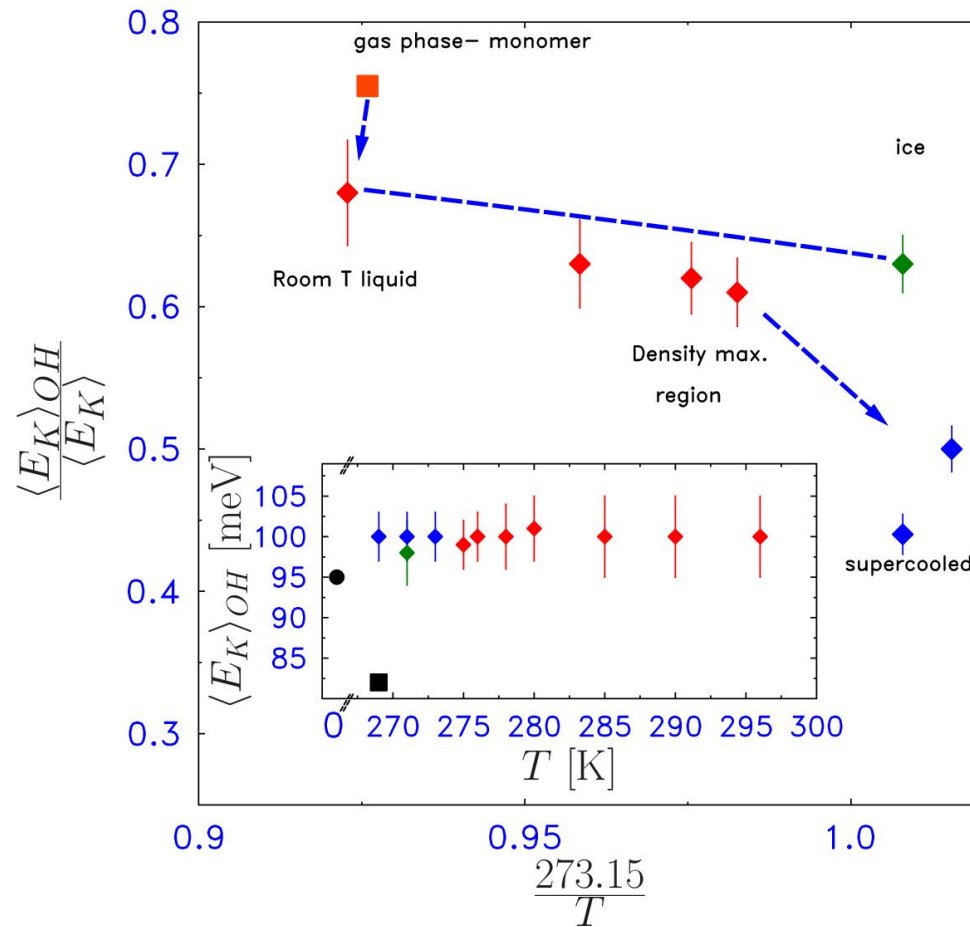 0.8
gas phase– monomer
0.7
ice
Room T liquid
0.6
Density max.
region
⟨E_K⟩OH
⟨E_K⟩
0.5
supercooled
0.4
0.3
⟨E_K⟩OH [meV]
105
100
95
90
85
0 270 275 280 285 290 295 300
T [K]
0.9 0.95 1.0
273.15
T